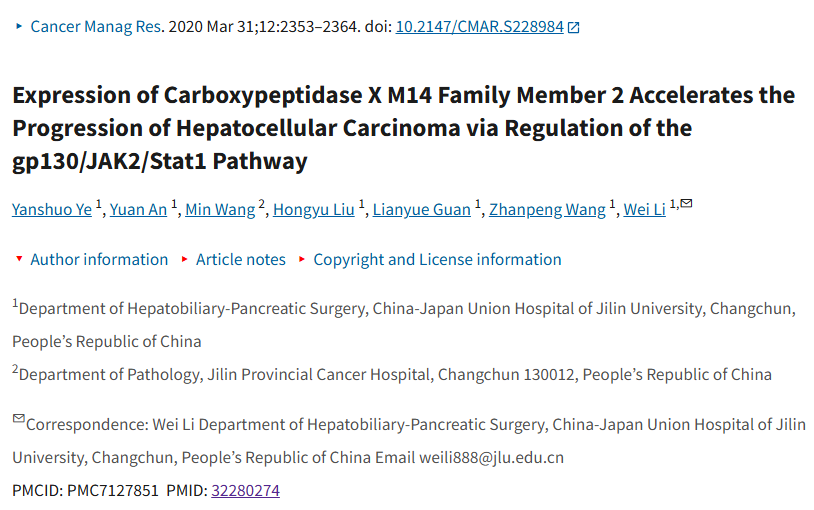 Cancer Manag Res. 2020 Mar 31;12:2353–2364. doi: 10.2147/CMAR.S228984
Expression of Carboxypeptidase X M14 Family Member 2 Accelerates the
Progression of Hepatocellular Carcinoma via Regulation of the
gp130/JAK2/Stat1 Pathway
Yanshuo Ye 1, Yuan An 1, Min Wang 2, Hongyu Liu 1, Lianyue Guan 1, Zhanpeng Wang 1, Wei Li 1,✉
Author information Article notes Copyright and License information
1Department of Hepatobiliary-Pancreatic Surgery, China-Japan Union Hospital of Jilin University, Changchun,
People’s Republic of China
2Department of Pathology, Jilin Provincial Cancer Hospital, Changchun 130012, People’s Republic of China
✉Correspondence: Wei Li Department of Hepatobiliary-Pancreatic Surgery, China-Japan Union Hospital of Jilin
University, Changchun, People’s Republic of China Email weili888@jlu.edu.cn
PMCID: PMC7127851 PMID: 32280274